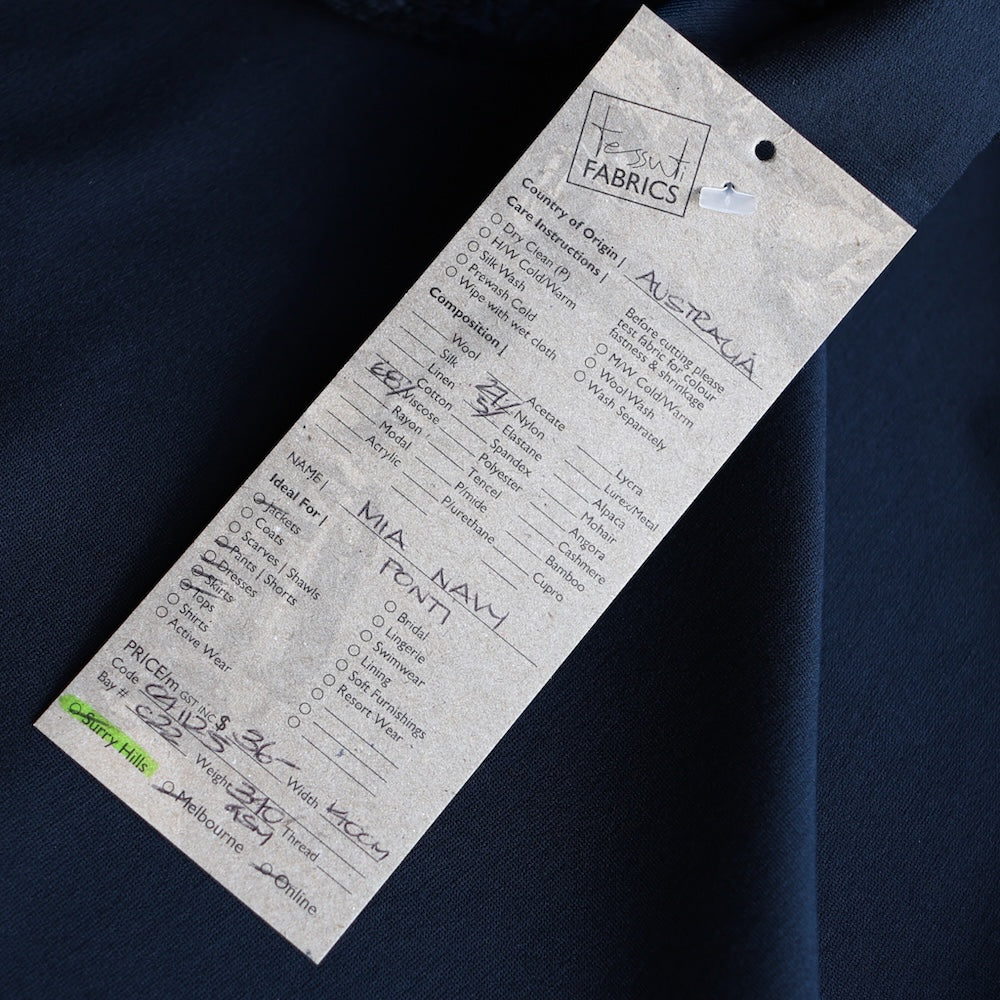 tessuti
FABRICS
Country of Origin | AUSTRALIA
Care Instructions |
Dry Clean (P)
H/W Cold/Warm
Silk Wash
Prewash Cold
Wipe with wet cloth
Before cutting please
test fabric for colour
fastness & shrinkage
M/W Cold/Warm
Wool Wash
Wash Separately
Composition |
Wool
Silk
Linen
Cotton
68% Viscose
Rayon
Modal
Acrylic
Acetate
27% Nylon
5% Elastane
Spandex
Polyester
Tencel
P/mide
P/urethane
Lycra
Lurex/Metal
Alpaca
Mohair
Angora
Cashmere
Bamboo
Cupro
NAME | MIA NAVY
PONTI
Ideal For |
Jackets
Coats
Scarves | Shawls
Pants | Shorts
Dresses
Skirts
Tops
Shirts
Active Wear
Bridal
Lingerie
Swimwear
Lining
Soft Furnishings
Resort Wear
PRICE/m GST INC $ 36-
Code
Width 140CM
Bay # C22
Weight 340 GSM
Thread
Surry Hills
Melbourne
Online